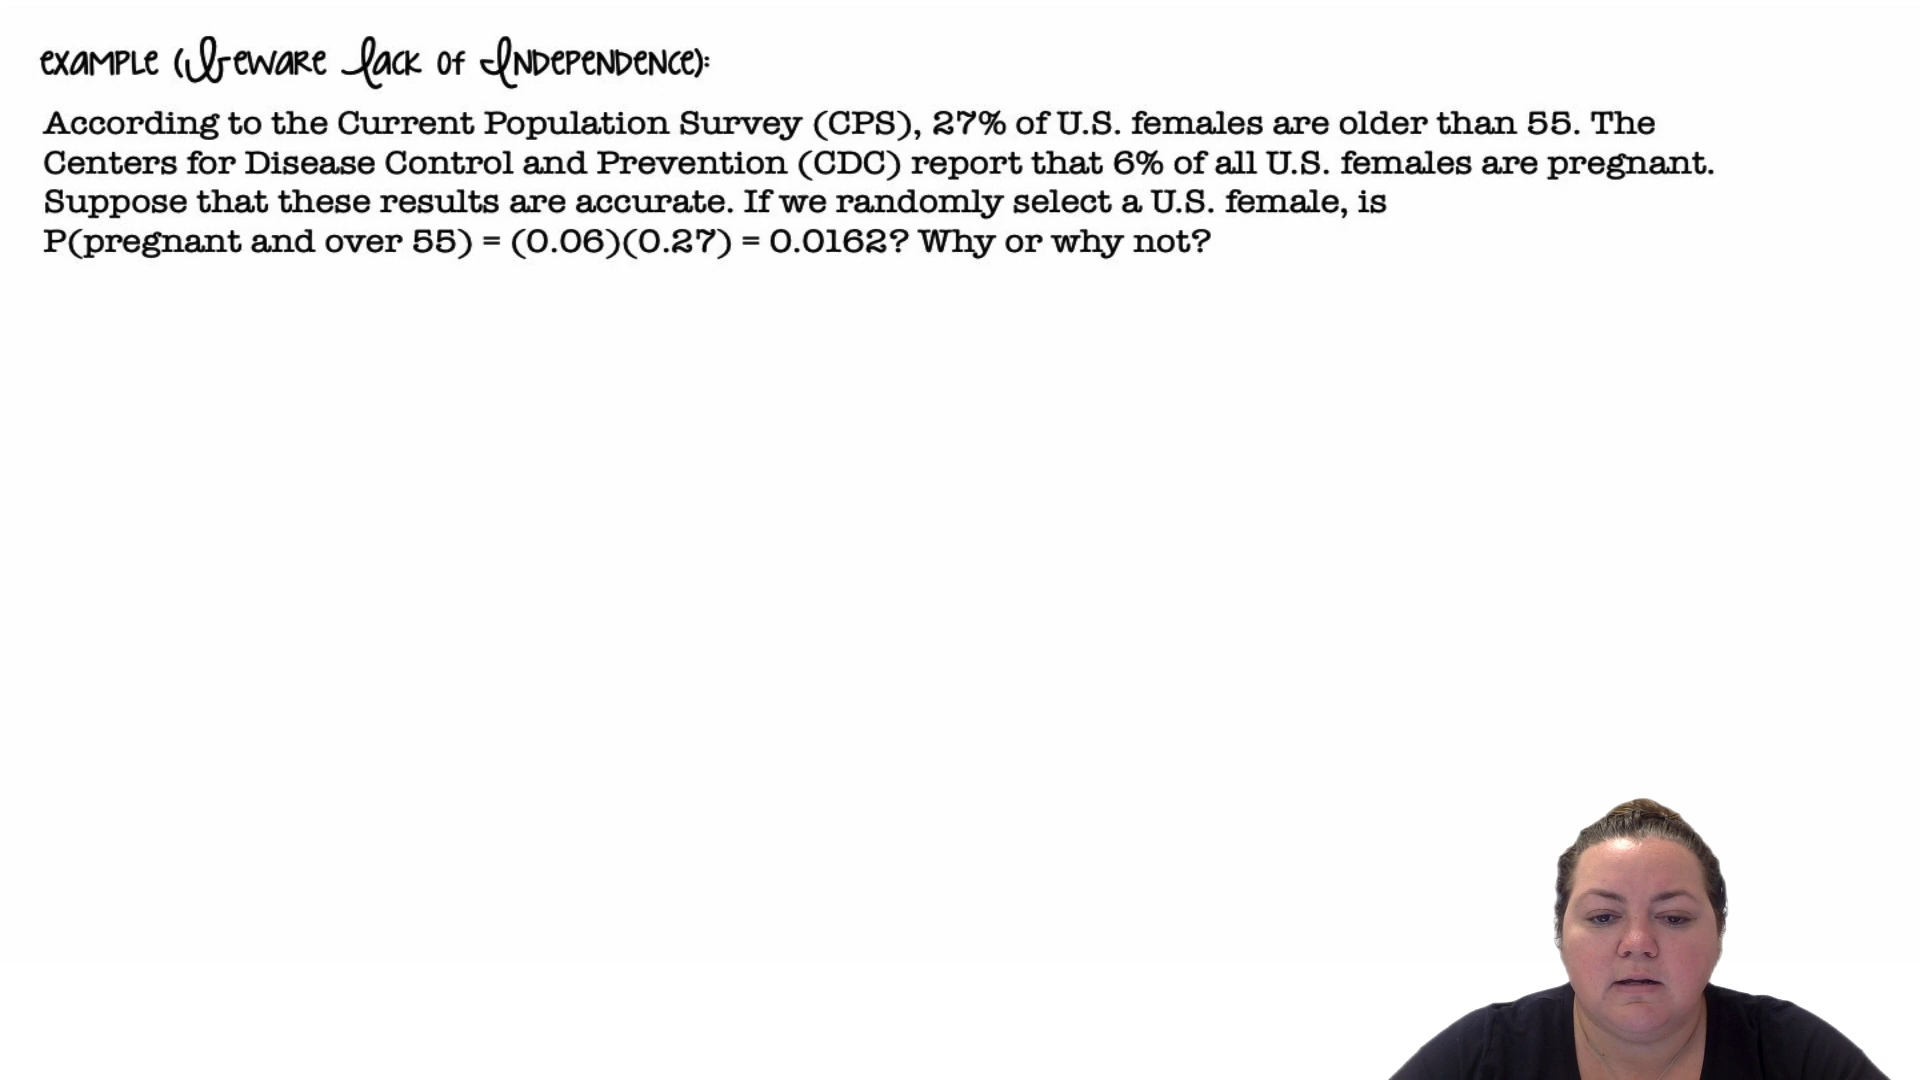 example (Beware Lack of Independence):
According to the Current Population Survey (CPS), 27% of U.S. females are older than 55. The
Centers for Disease Control and Prevention (CDC) report that 6% of all U.S. females are pregnant.
Suppose that these results are accurate. If we randomly select a U.S. female, is
P(pregnant and over 55) = (0.06)(0.27) = 0.0162? Why or why not?